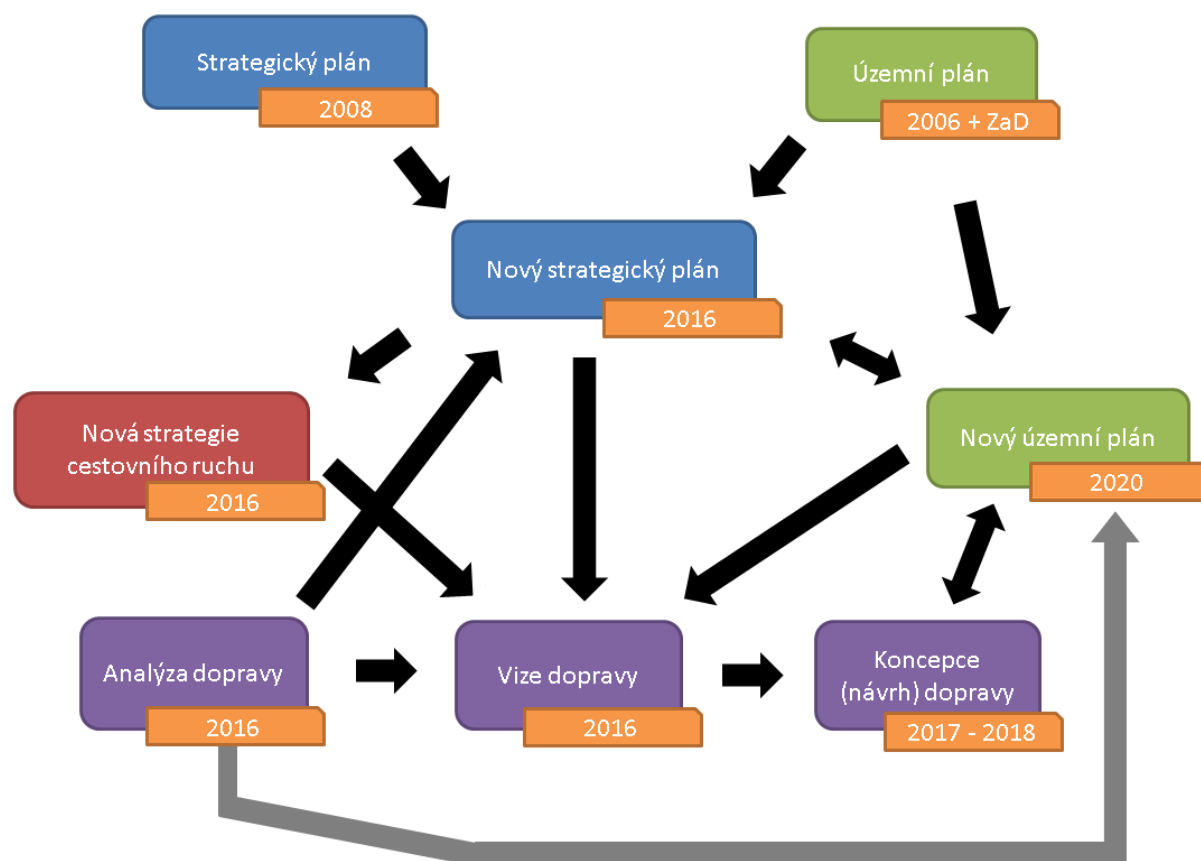 Strategický plán
2008
Územní plán
2006 + ZaD
Nový strategický plán
2016
Nová strategie
cestovního ruchu
2016
Nový územní plán
2020
Analýza dopravy
2016
Vize dopravy
2016
Koncepce
(návrh) dopravy
2017 - 2018